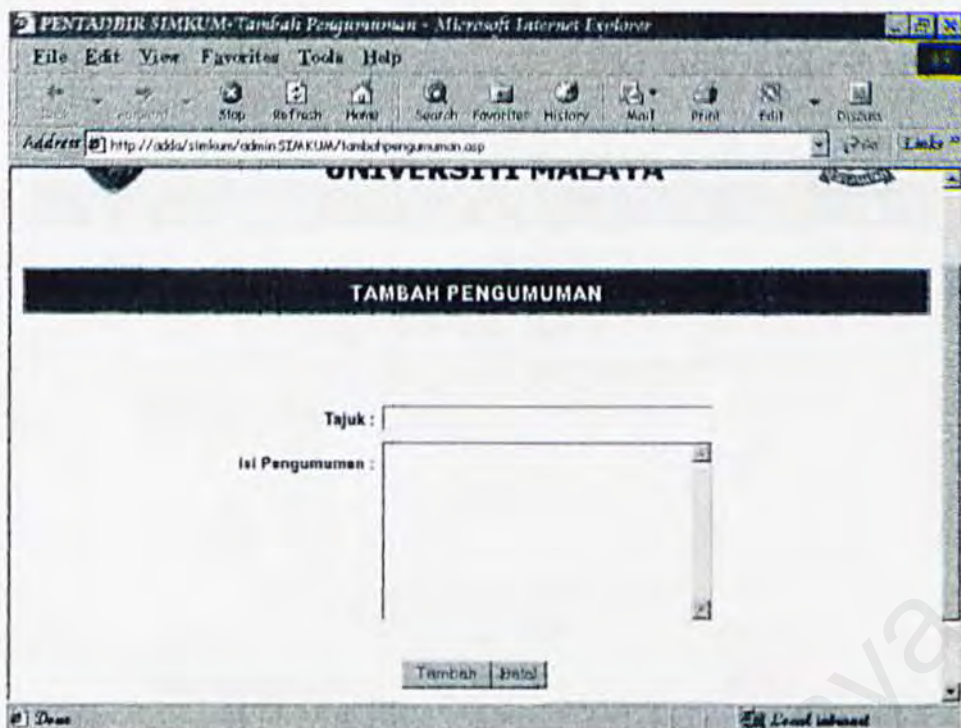 PENTADBIR SIMKUM-Tambah Pengumuman - Microsoft Internet Explorer
File Edit View Favorites Tools Help
Stop Refresh Home Search Favorites History Mail Print Edit Discuss
Address http://adda/simkum/adminSIMKUM/tambahpengumuman.asp Links »
UNIVERSITI MALAYA
TAMBAH PENGUMUMAN
Tajuk :
Isi Pengumuman :
Tambah Batal
Done Local intranet